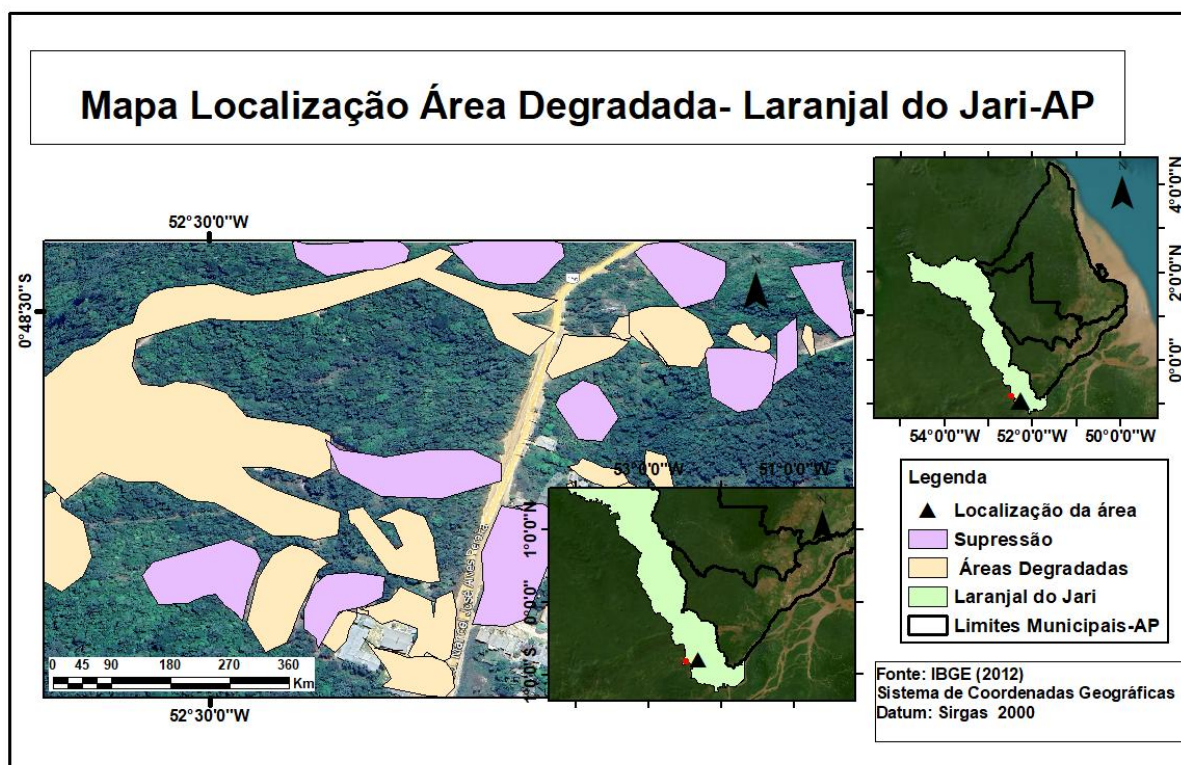 Mapa Localização Área Degradada- Laranjal do Jari-AP
52°30'0"W
0°48'30"S
N
0 45 90 180 270 360
Km
52°30'0"W
53°0'0"W 51°0'0"W
1°0'0"N
0°0'0"
1°0'0"S
N
N
4°0'0"N
2°0'0"N
0°0'0"
54°0'0"W 52°0'0"W 50°0'0"W
Legenda
Localização da área
Supressão
Áreas Degradadas
Laranjal do Jari
Limites Municipais-AP
Fonte: IBGE (2012)
Sistema de Coordenadas Geográficas
Datum: Sirgas 2000